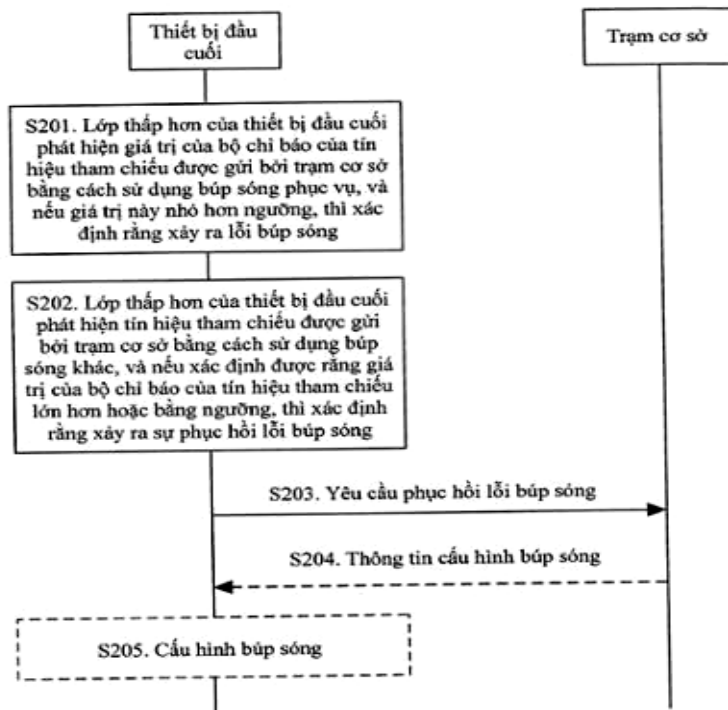 Thiết bị đầu
cuối
Trạm cơ sở
S201. Lớp thấp hơn của thiết bị đầu cuối
phát hiện giá trị của bộ chỉ báo của tín
hiệu tham chiếu được gửi bởi trạm cơ sở
bằng cách sử dụng búp sóng phục vụ, và
nếu giá trị này nhỏ hơn ngưỡng, thì xác
định rằng xảy ra lỗi búp sóng
S202. Lớp thấp hơn của thiết bị đầu cuối
phát hiện tín hiệu tham chiếu được gửi
bởi trạm cơ sở bằng cách sử dụng búp
sóng khác, và nếu xác định được rằng giá
trị của bộ chỉ báo của tín hiệu tham chiếu
lớn hơn hoặc bằng ngưỡng, thì xác định
rằng xảy ra sự phục hồi lỗi búp sóng
S203. Yêu cầu phục hồi lỗi búp sóng
S204. Thông tin cấu hình búp sóng
S205. Cấu hình búp sóng